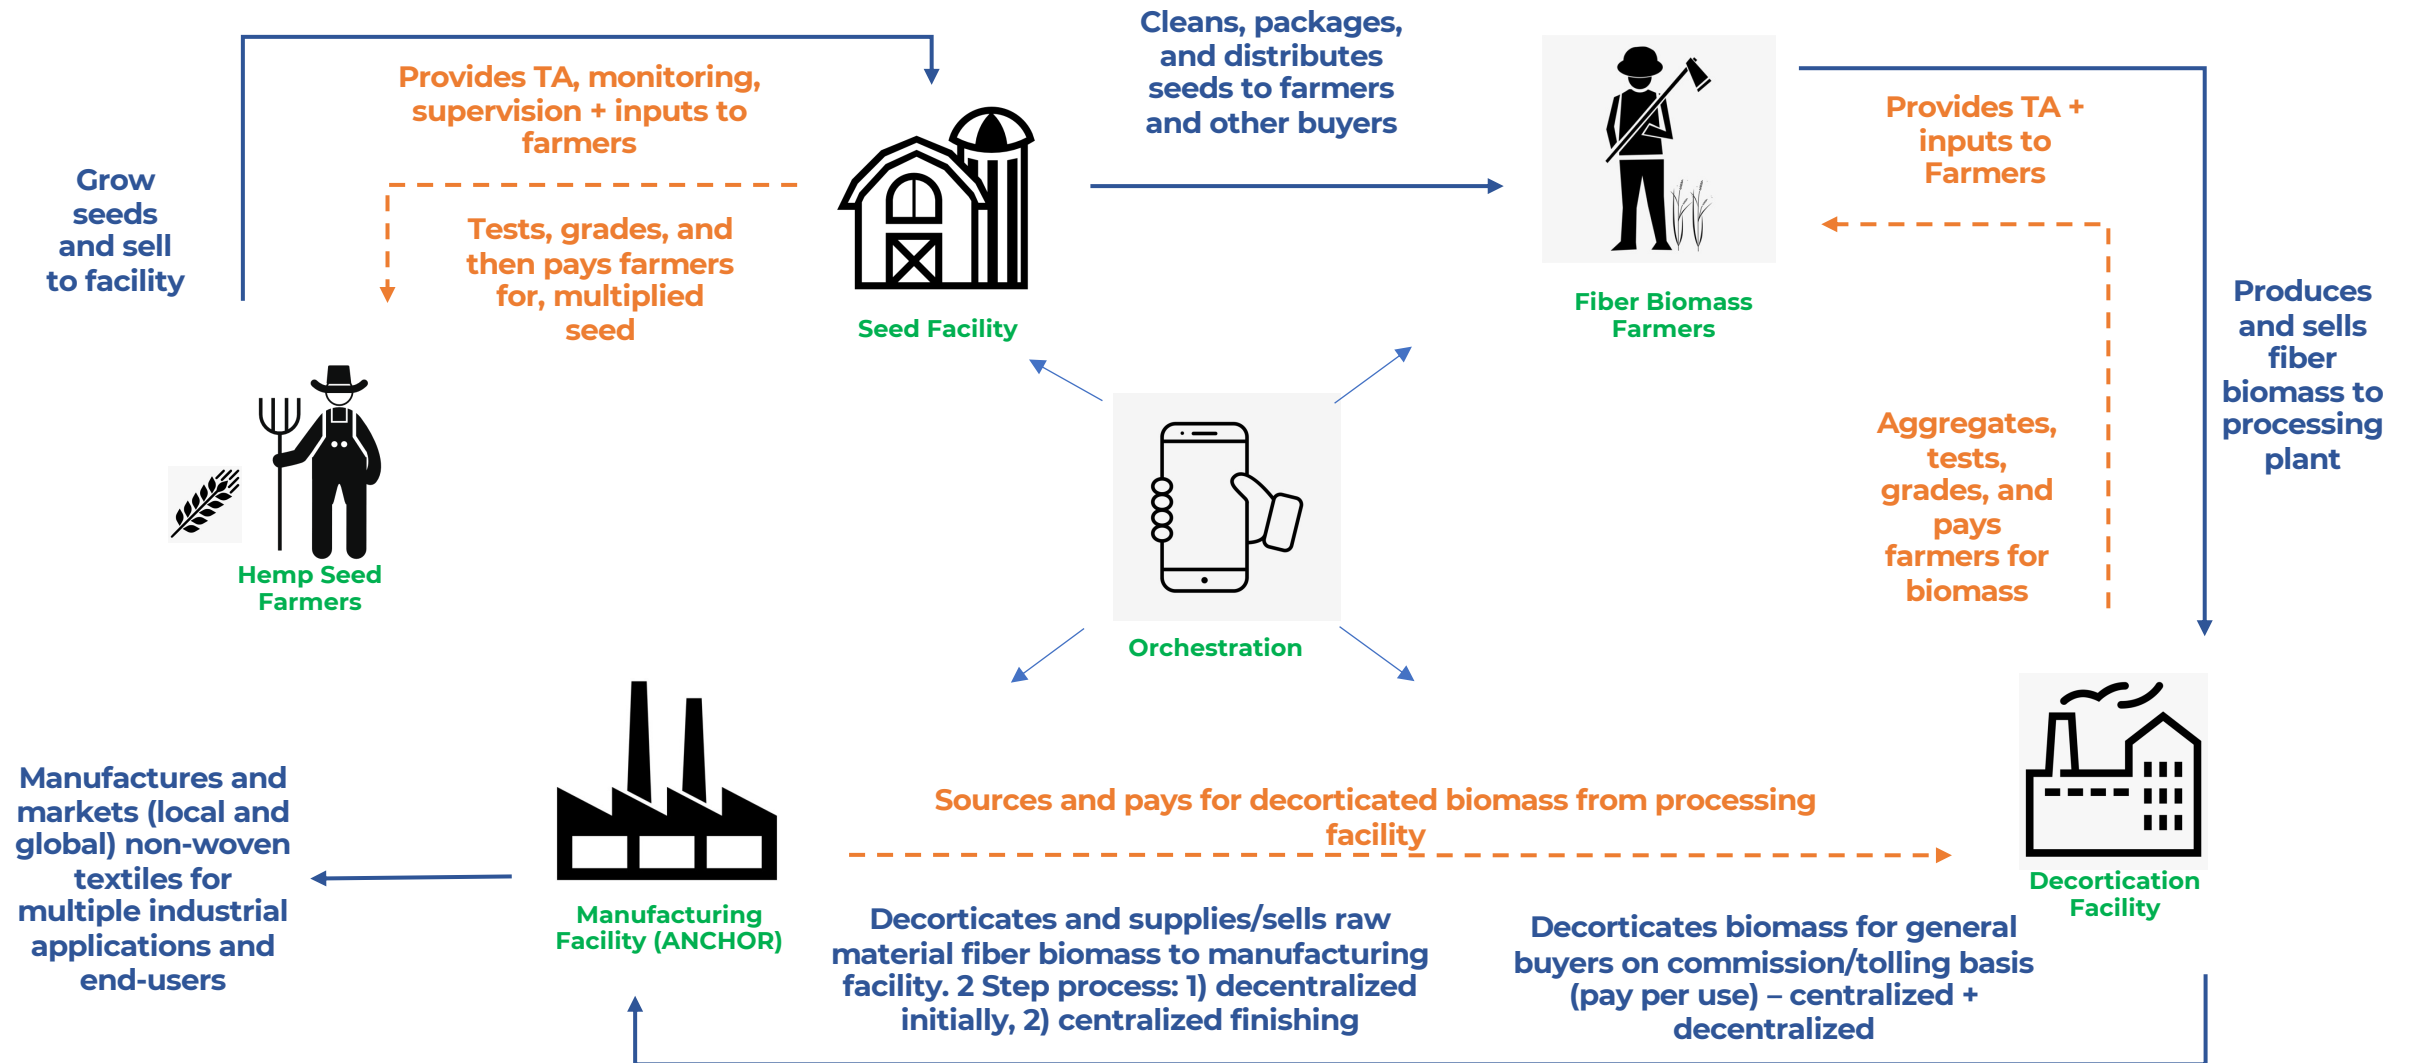 Cleans, packages,
and distributes
seeds to farmers
and other buyers
Provides TA, monitoring,
supervision + inputs to
farmers
Provides TA +
inputs to
Farmers
Grow
seeds
and sell
to facility
Tests, grades, and
then pays farmers
for, multiplied
seed
Seed Facility
Fiber Biomass
Farmers
Produces
and sells
fiber
biomass to
processing
plant
Aggregates,
tests,
grades, and
pays
farmers for
biomass
Hemp Seed
Farmers
Orchestration
Manufactures and
markets (local and
global) non-woven
textiles for
multiple industrial
applications and
end-users
Sources and pays for decorticated biomass from processing
facility
Manufacturing
Facility (ANCHOR)
Decortication
Facility
Decorticates and supplies/sells raw
material fiber biomass to manufacturing
facility. 2 Step process: 1) decentralized
initially, 2) centralized finishing
Decorticates biomass for general
buyers on commission/tolling basis
(pay per use) – centralized +
decentralized